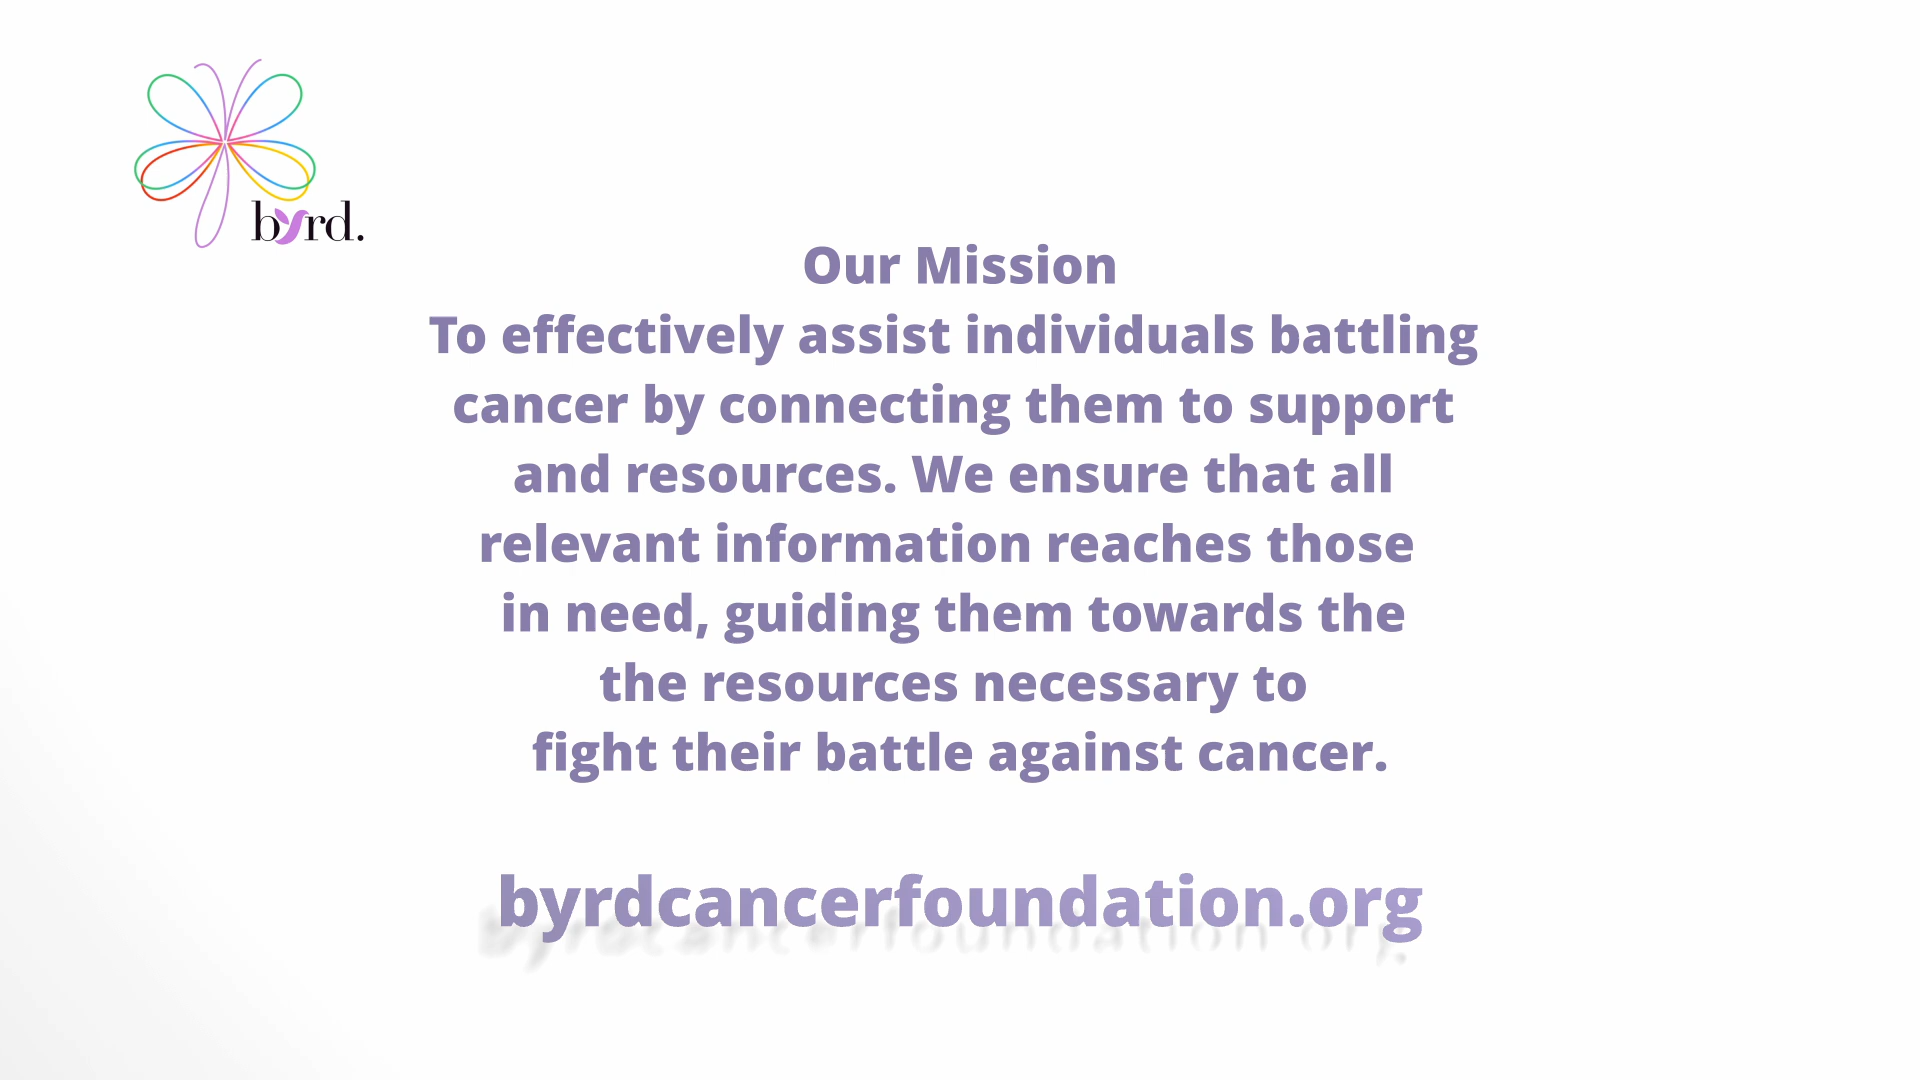 byrd.
Our Mission
To effectively assist individuals battling
cancer by connecting them to support
and resources. We ensure that all
relevant information reaches those
in need, guiding them towards the
the resources necessary to
fight their battle against cancer.
byrdcancerfoundation.org